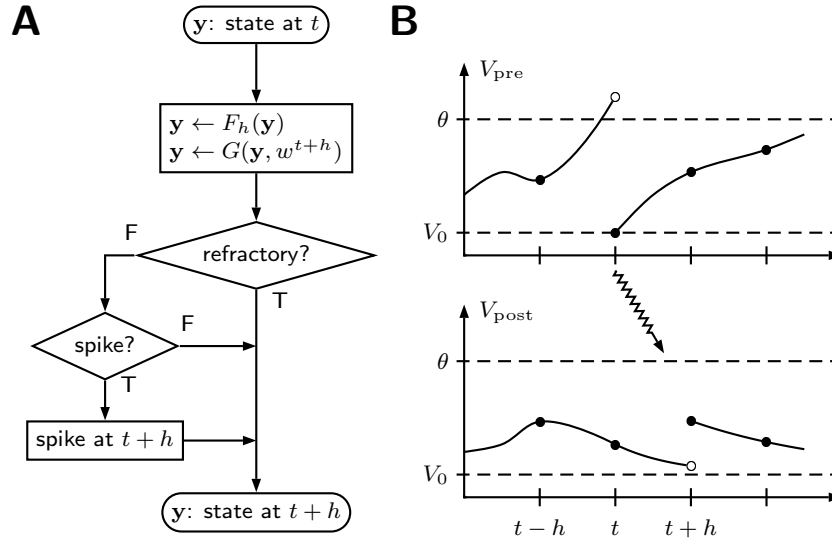 A
y: state at t
y ← F_h(y)
y ← G(y, w^{t+h})
refractory?
F
T
spike?
F
T
spike at t + h
y: state at t + h
B
V_pre
θ
V_0
V_post
θ
V_0
t − h
t
t + h